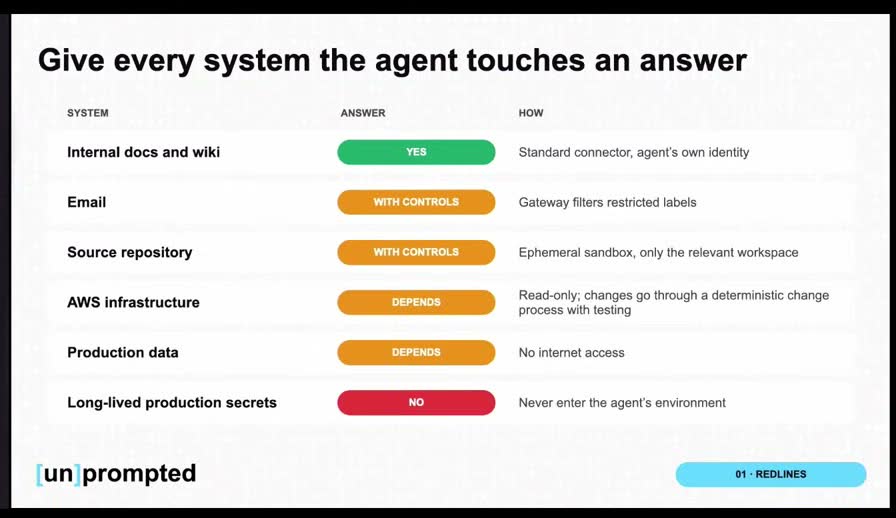 Give every system the agent touches an answer
SYSTEM ANSWER HOW
Internal docs and wiki YES Standard connector, agent's own identity
Email WITH CONTROLS Gateway filters restricted labels
Source repository WITH CONTROLS Ephemeral sandbox, only the relevant workspace
AWS infrastructure DEPENDS Read-only; changes go through a deterministic change
process with testing
Production data DEPENDS No internet access
Long-lived production secrets NO Never enter the agent's environment
[un]prompted 01 · REDLINES